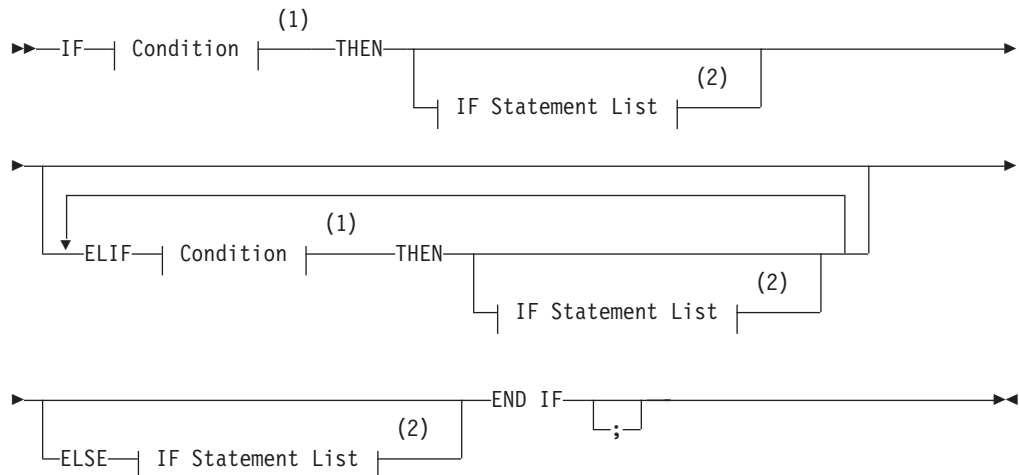 (1)
IF Condition THEN
(2)
IF Statement List
(1)
ELIF Condition THEN
(2)
IF Statement List
END IF
;
(2)
ELSE IF Statement List